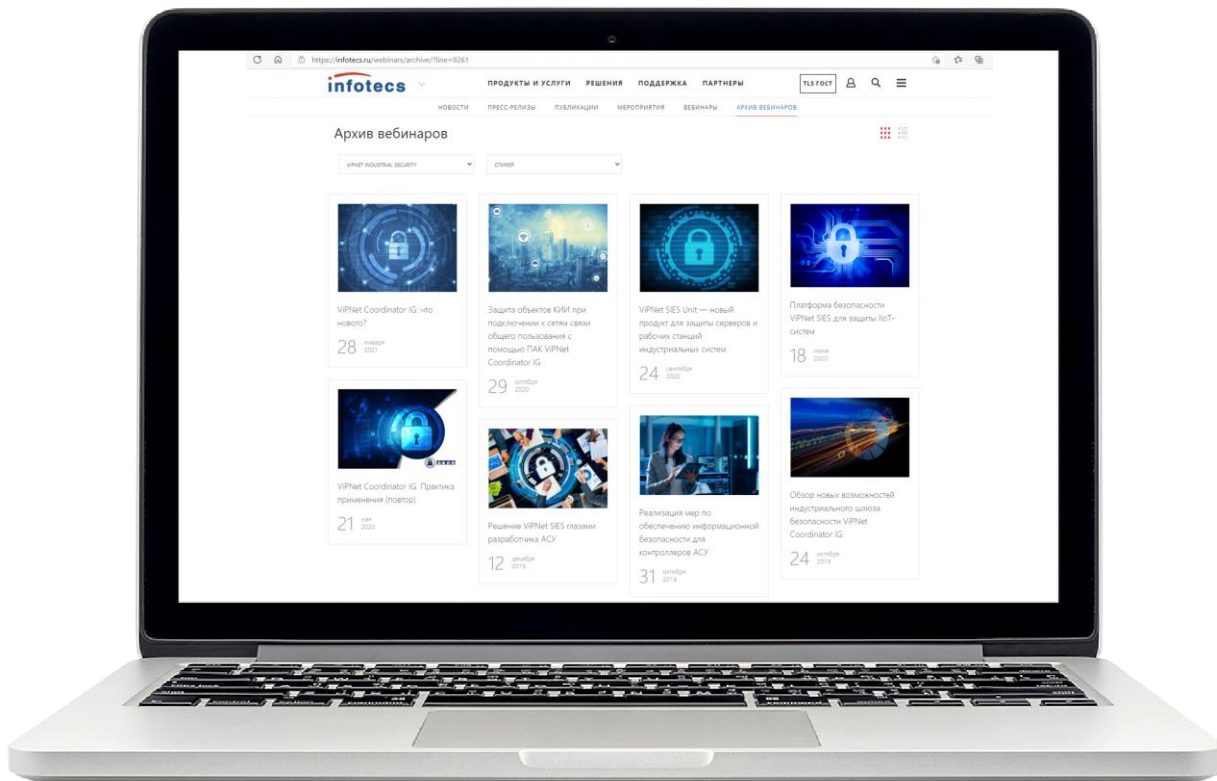 https://infotecs.ru/webinars/archive/?line=9261
infotecs
ПРОДУКТЫ И УСЛУГИ РЕШЕНИЯ ПОДДЕРЖКА ПАРТНЕРЫ
TLS ГОСТ
НОВОСТИ ПРЕСС-РЕЛИЗЫ ПУБЛИКАЦИИ МЕРОПРИЯТИЯ ВЕБИНАРЫ АРХИВ ВЕБИНАРОВ
Архив вебинаров
VIPNET INDUSTRIAL SECURITY
СПИКЕР
ViPNet Coordinator IG: что
нового?
28 января
2021
Защита объектов КИИ при
подключении к сетям связи
общего пользования с
помощью ПАК ViPNet
Coordinator IG
29 октября
2020
ViPNet SIES Unit — новый
продукт для защиты серверов и
рабочих станций
индустриальных систем
24 сентября
2020
Платформа безопасности
ViPNet SIES для защиты IIoT-
систем
18 июня
2020
ViPNet Coordinator IG. Практика
применения (повтор)
21 мая
2020
Решение ViPNet SIES глазами
разработчика АСУ
12 декабря
2019
Реализация мер по
обеспечению информационной
безопасности для
контроллеров АСУ
31 октября
2019
Обзор новых возможностей
индустриального шлюза
безопасности ViPNet
Coordinator IG
24 октября
2019